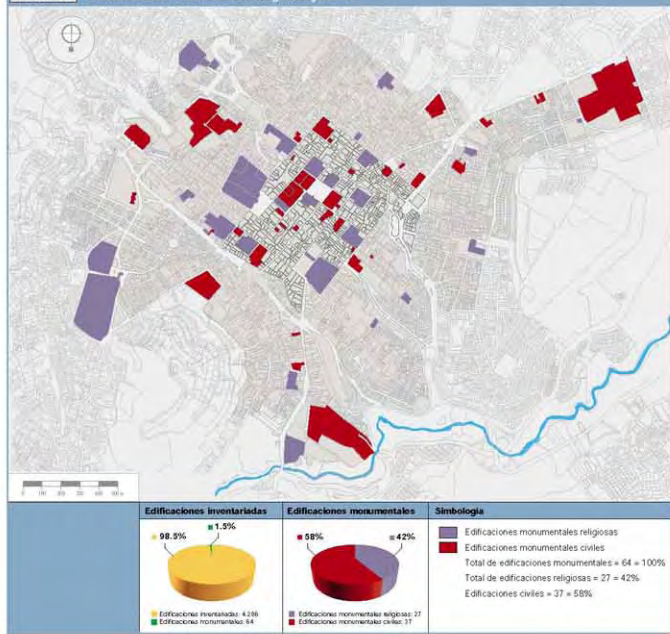 Edificaciones inventariadas
1.5%
98.5%
Edificaciones inventariadas: 4.286
Edificaciones monumentales: 64
Edificaciones monumentales
58%
42%
Edificaciones monumentales religiosas: 27
Edificaciones monumentales civiles: 37
Simbología
Edificaciones monumentales religiosas
Edificaciones monumentales civiles
Total de edificaciones monumentales = 64 = 100%
Total de edificaciones religiosas = 27 = 42%
Edificaciones civiles = 37 = 58%